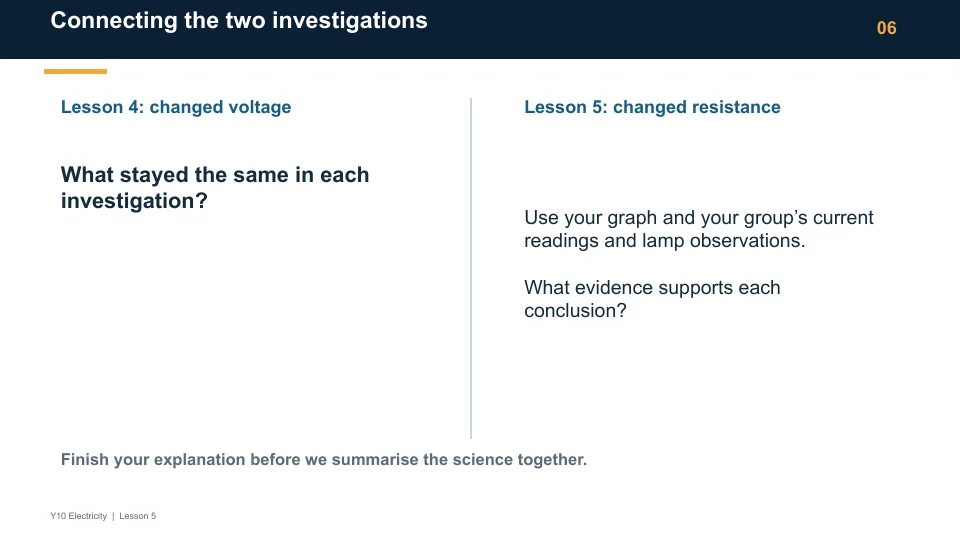 Connecting the two investigations
06
Lesson 4: changed voltage
What stayed the same in each
investigation?
Lesson 5: changed resistance
Use your graph and your group’s current
readings and lamp observations.
What evidence supports each
conclusion?
Finish your explanation before we summarise the science together.
Y10 Electricity | Lesson 5